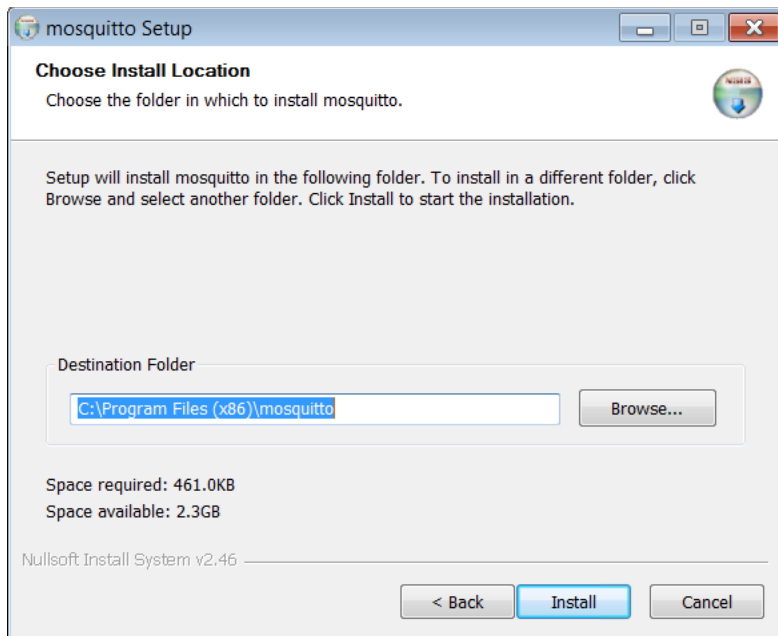 mosquitto Setup
Choose Install Location
Choose the folder in which to install mosquitto.
Setup will install mosquitto in the following folder. To install in a different folder, click
Browse and select another folder. Click Install to start the installation.
Destination Folder
C:\Program Files (x86)\mosquitto
Browse...
Space required: 461.0KB
Space available: 2.3GB
Nullsoft Install System v2.46
< Back
Install
Cancel